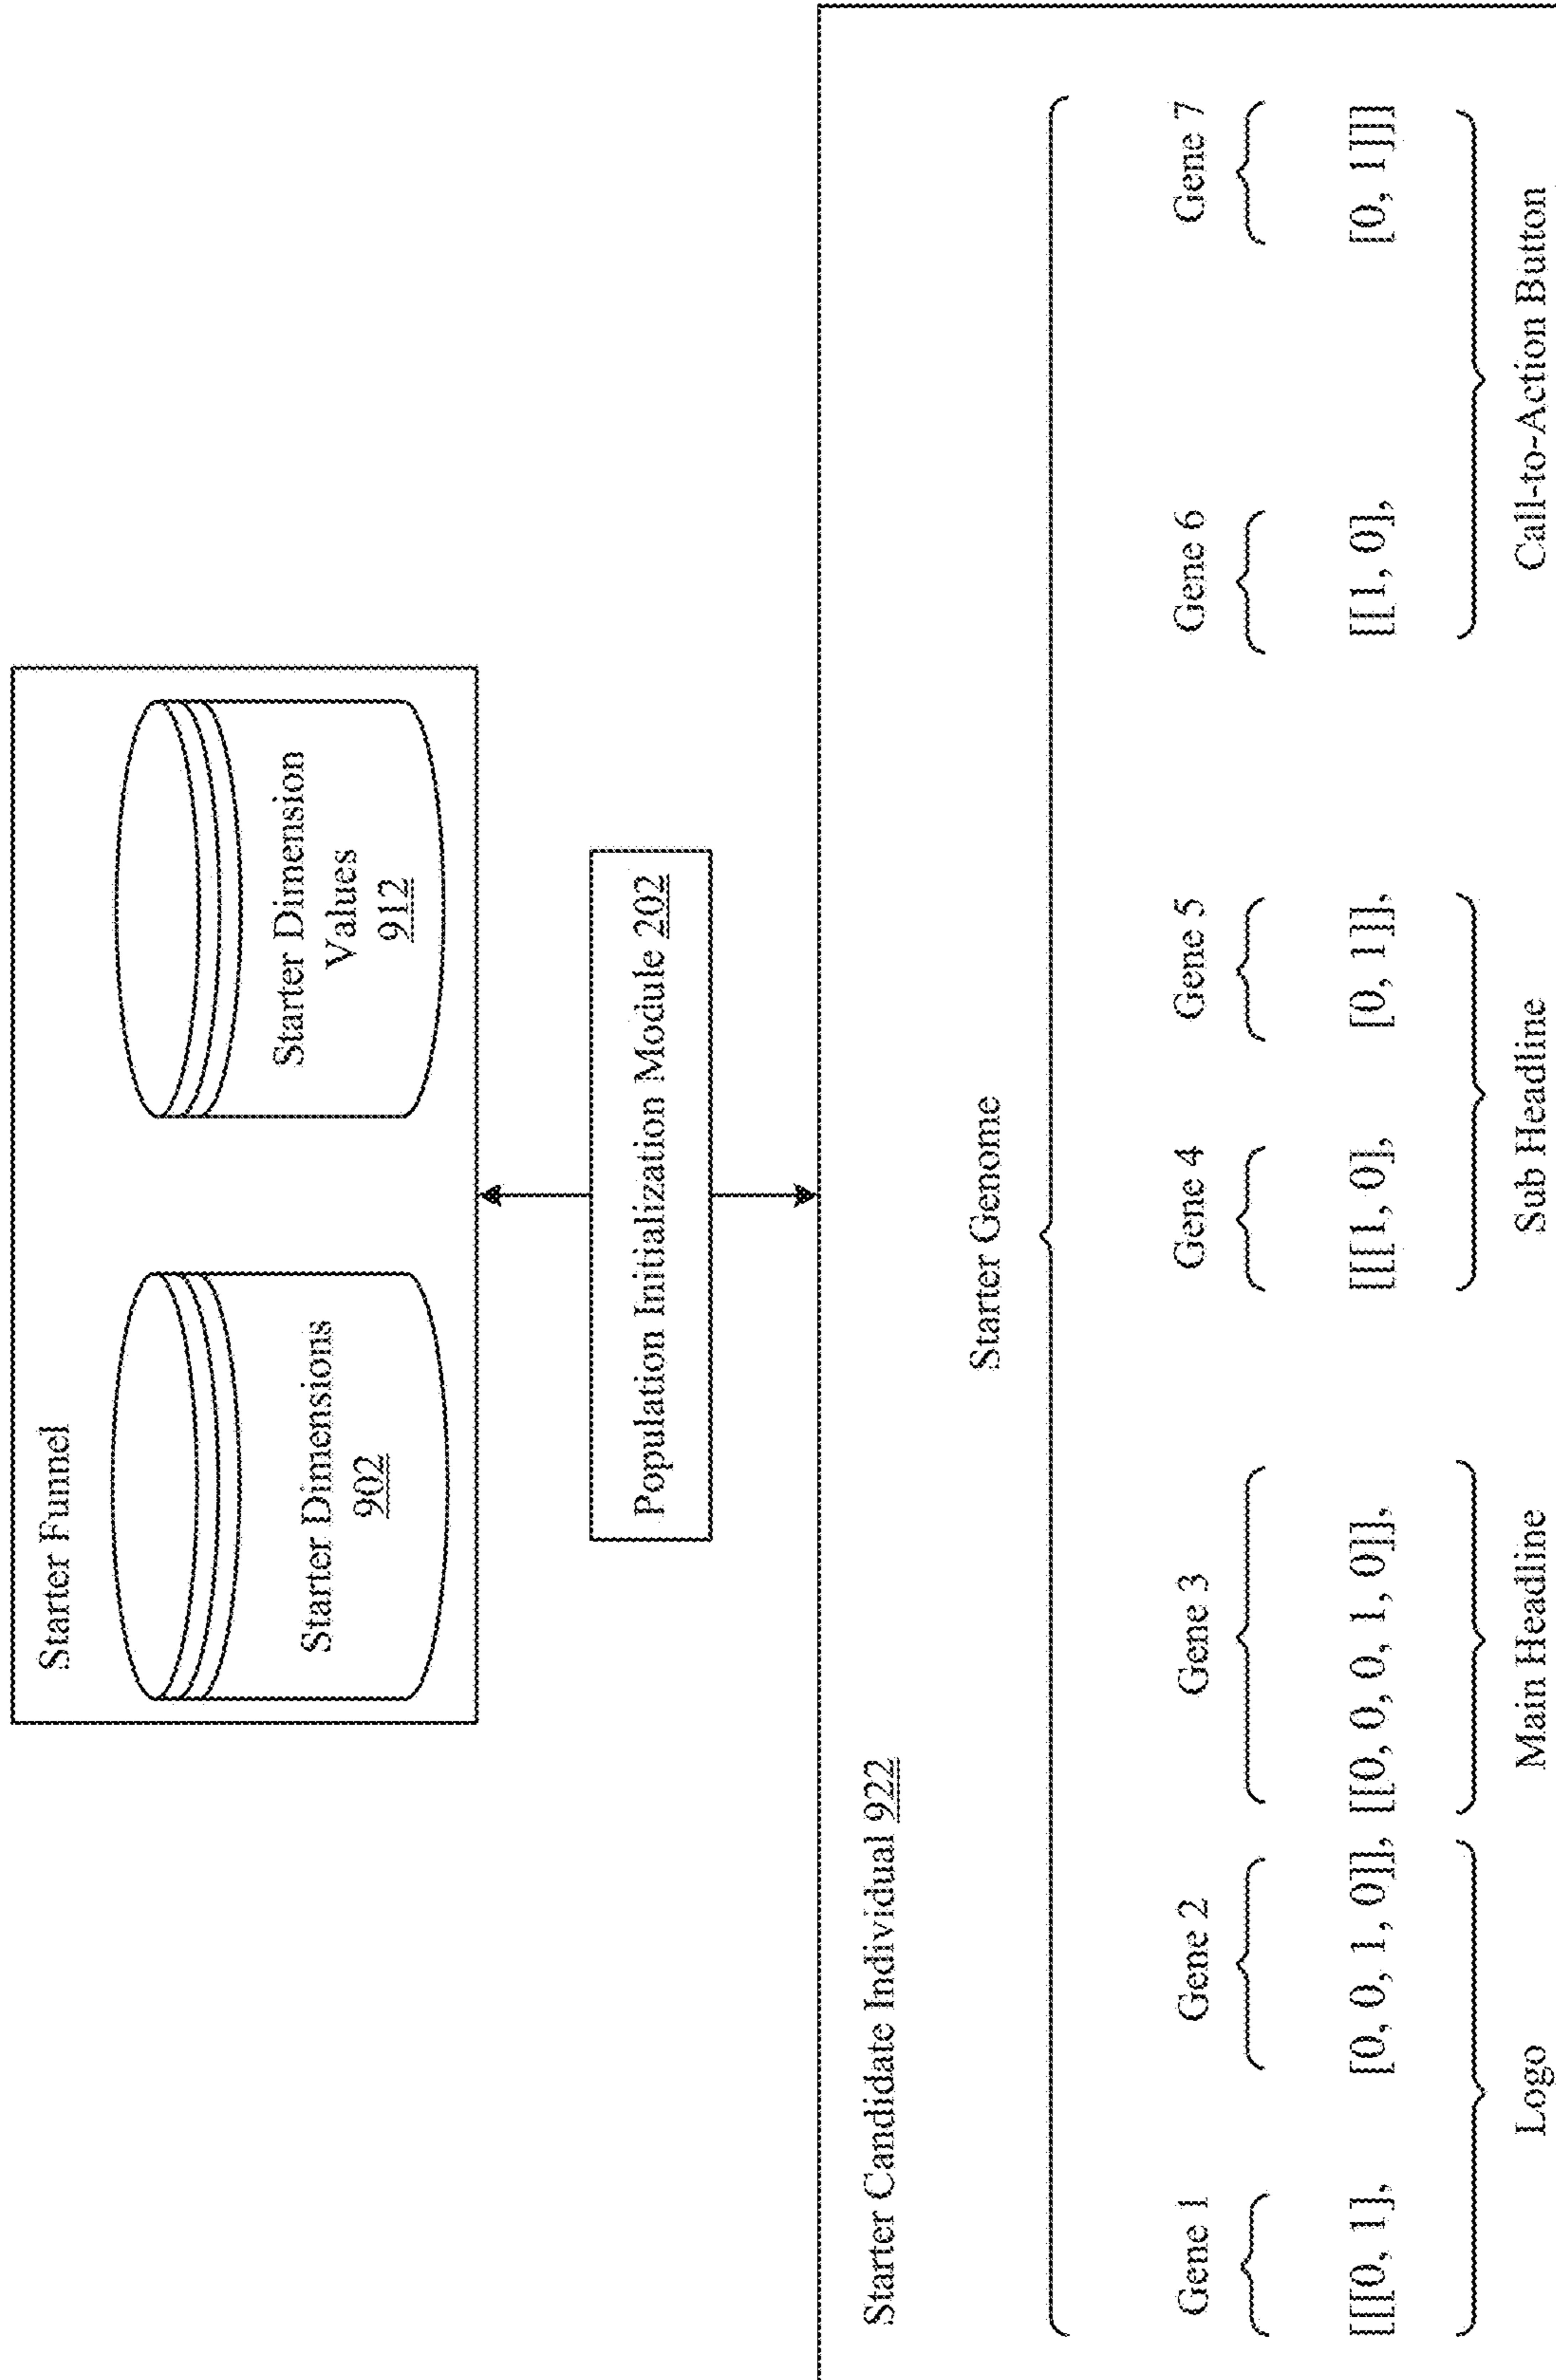 Starter Funnel
Starter Dimensions
902
Starter Dimension
Values
912
Population Initialization Module 202
Starter Candidate Individual 922
Starter Genome
Gene 1 Gene 2 Gene 3 Gene 4 Gene 5 Gene 6 Gene 7
[[[0, 1], [0, 0, 1, 0]], [[0, 0, 0, 1, 0]], [[[1, 0], [0, 1]], [[1, 0], [0, 1]]]
Logo Main Headline Sub Headline Call-to-Action Button